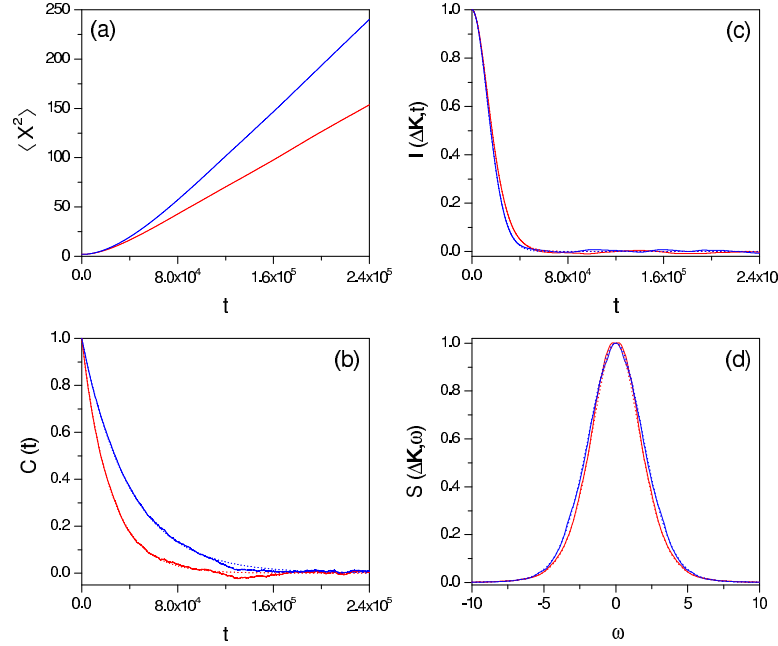 (a)
250
200
150
100
50
0
⟨ X² ⟩
0.0
8.0x10⁴
1.6x10⁵
2.4x10⁵
t
(c)
1.0
0.8
0.6
0.4
0.2
0.0
I (ΔK,t)
0.0
8.0x10⁴
1.6x10⁵
2.4x10
t
(b)
1.0
0.8
0.6
0.4
0.2
0.0
C (t)
0.0
8.0x10⁴
1.6x10⁵
2.4x10⁵
t
(d)
1.0
0.8
0.6
0.4
0.2
0.0
S (ΔK,ω)
-10
-5
0
5
10
ω